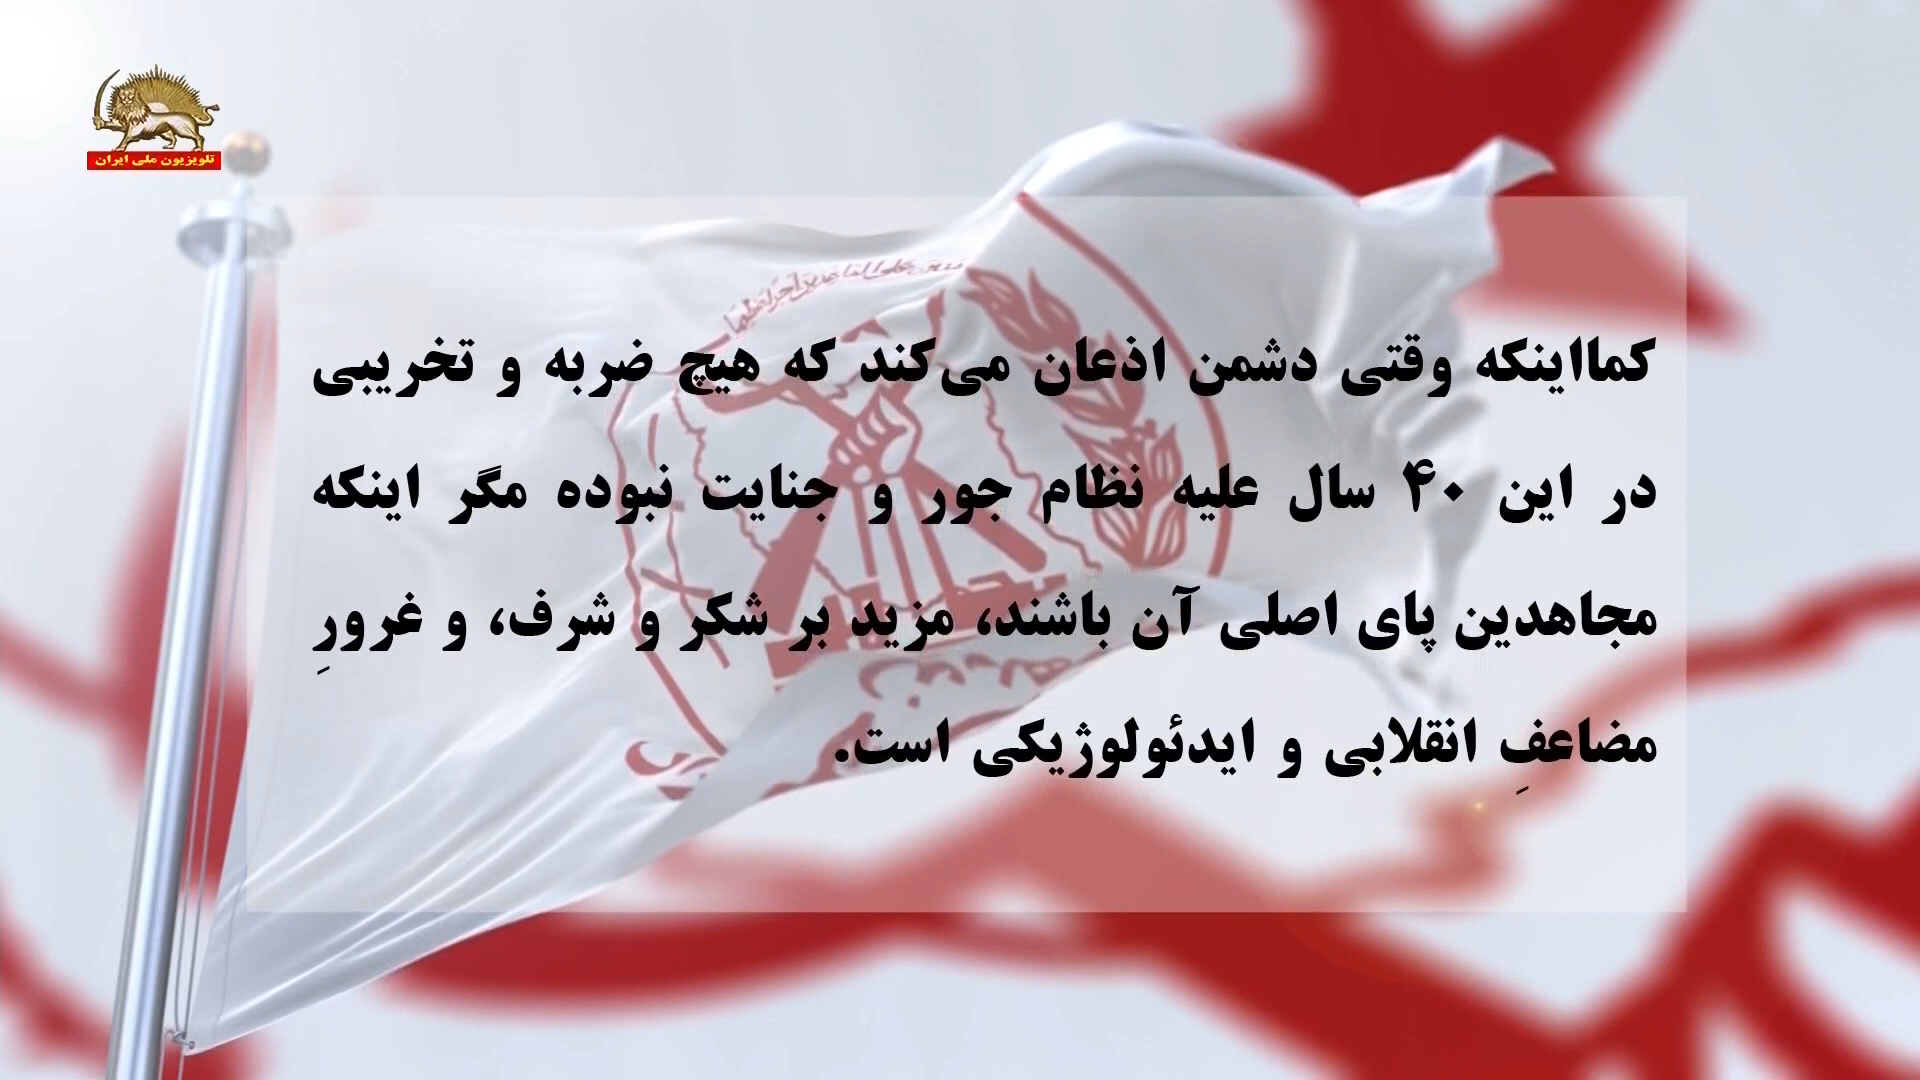 تلویزیون ملی ایران
کمااینکه وقتی دشمن اذعان می‌کند که هیچ ضربه و تخریبی
در این ۴۰ سال علیه نظام جور و جنایت نبوده مگر اینکه
مجاهدین پای اصلی آن باشند، مزید بر شکر و شرف، و غرورِ
مضاعفِ انقلابی و ایدئولوژیکی است.